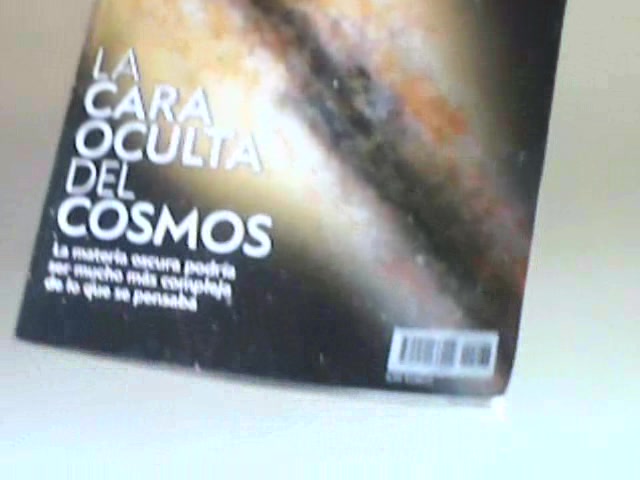 LA
CARA
OCULTA
DEL
COSMOS
La materia oscura podría
ser mucho más compleja
de lo que se pensaba